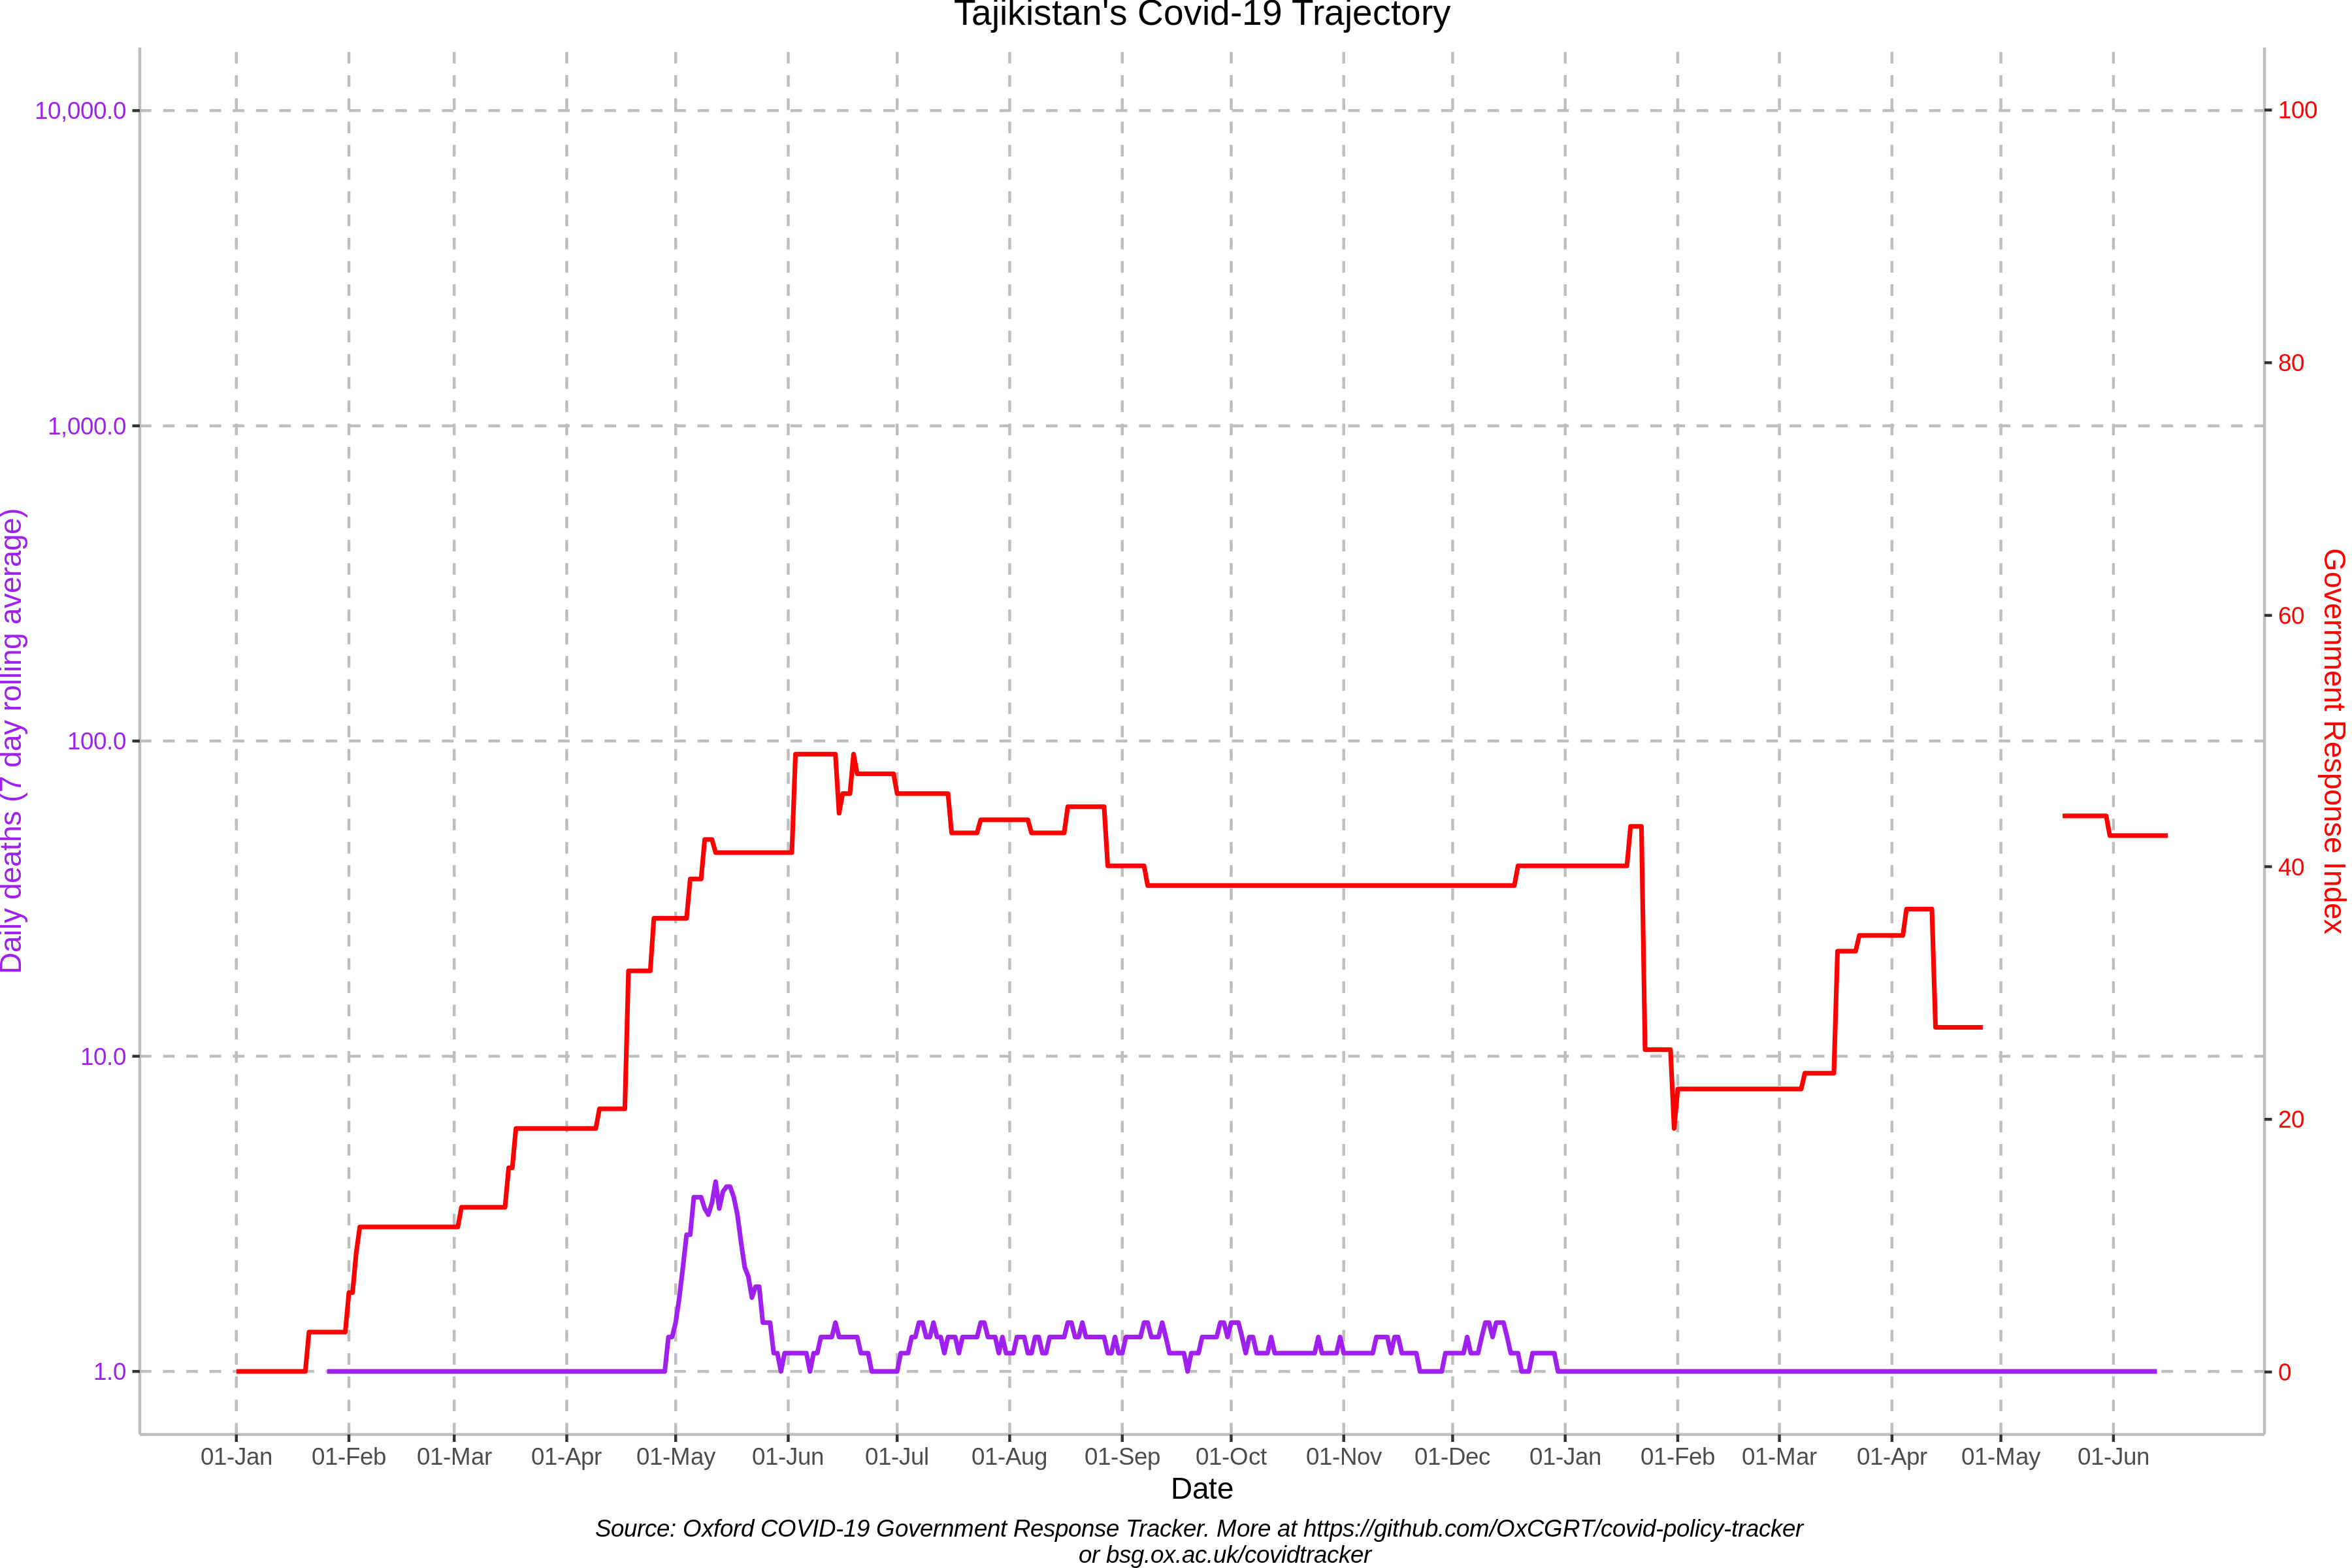 Tajikistan's Covid-19 Trajectory
10,000.0
1,000.0
100.0
10.0
1.0
Daily deaths (7 day rolling average)
100
80
60
40
20
0
Government Response Index
01-Jan 01-Feb 01-Mar 01-Apr 01-May 01-Jun 01-Jul 01-Aug 01-Sep 01-Oct 01-Nov 01-Dec 01-Jan 01-Feb 01-Mar 01-Apr 01-May 01-Jun
Date
Source: Oxford COVID-19 Government Response Tracker. More at https://github.com/OxCGRT/covid-policy-tracker
or bsg.ox.ac.uk/covidtracker